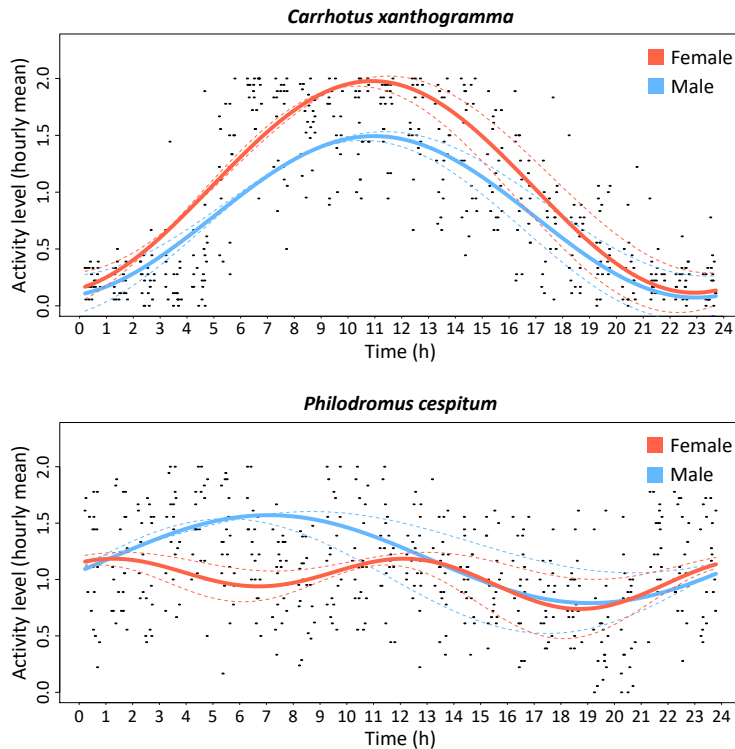 Carrhotus xanthogramma
Female
Male
Activity level (hourly mean)
2.0
1.5
1.0
0.5
0.0
0 1 2 3 4 5 6 7 8 9 10 11 12 13 14 15 16 17 18 19 20 21 22 23 24
Time (h)
Philodromus cespitum
Female
Male
Activity level (hourly mean)
2.0
1.5
1.0
0.5
0.0
0 1 2 3 4 5 6 7 11 9 10 11 12 13 14 15 16 17 18 19 20 21 22 23 24
Time (h)